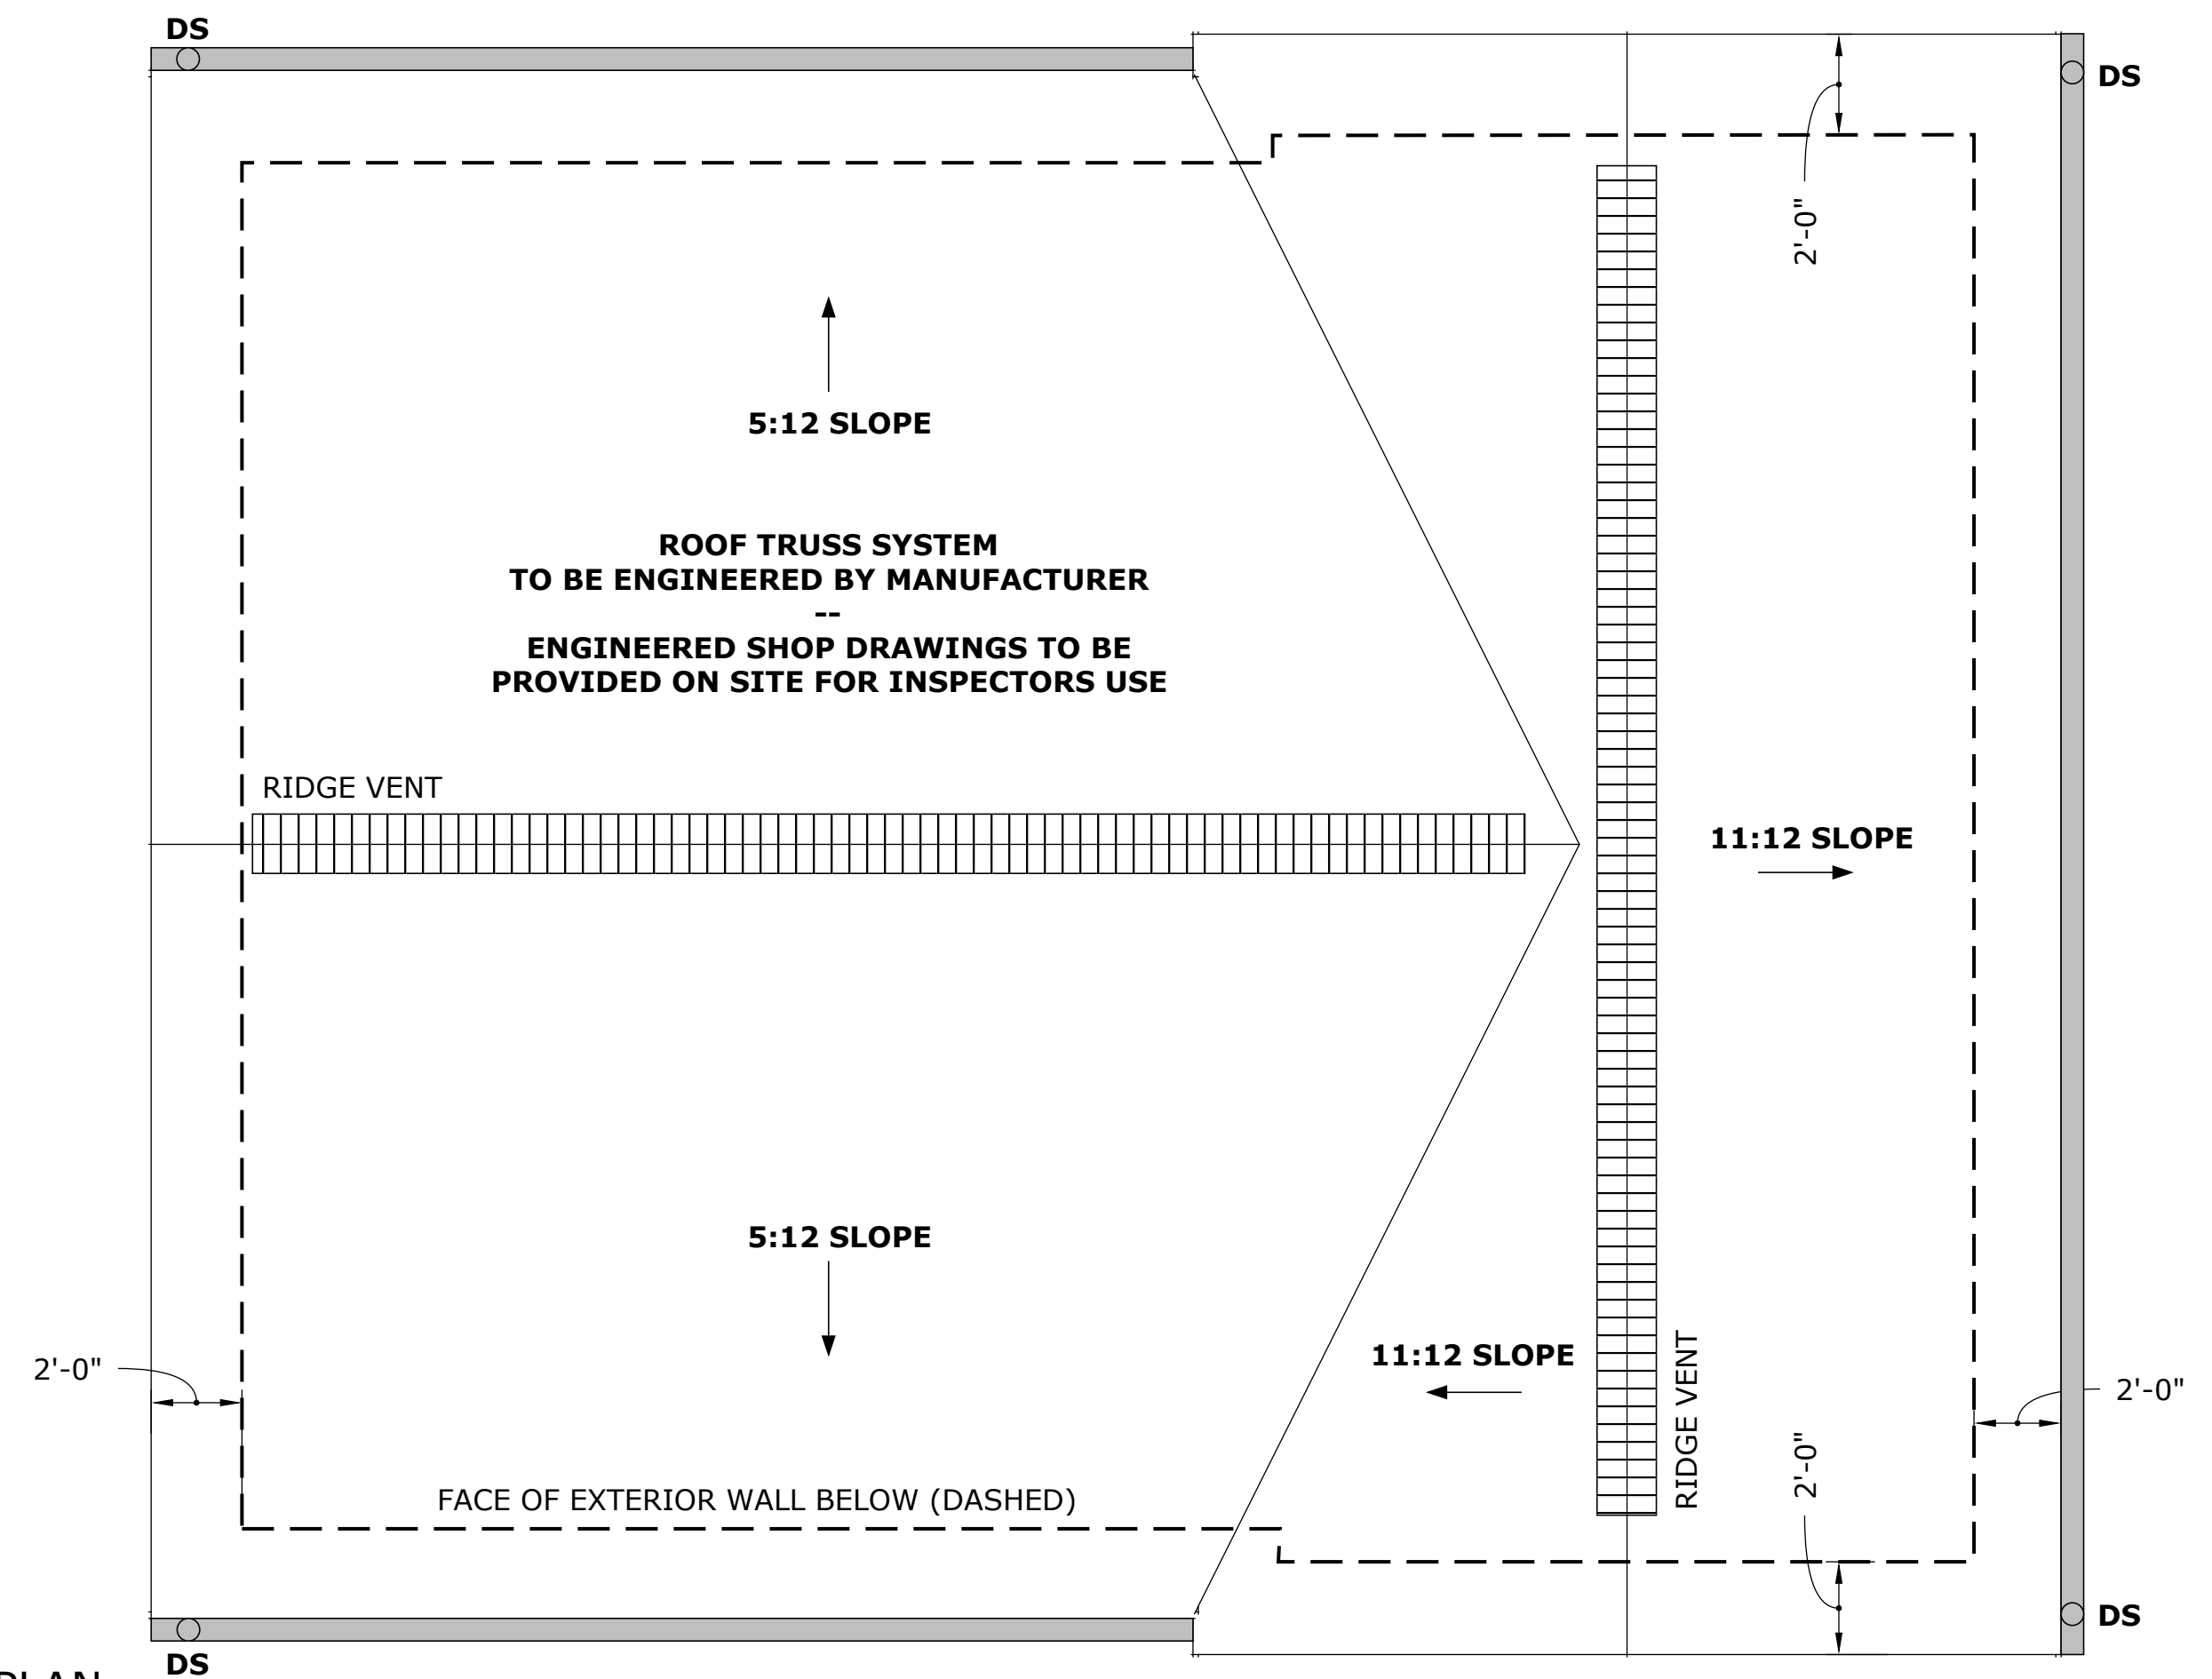 DS
DS
2'-0"
5:12 SLOPE
ROOF TRUSS SYSTEM
TO BE ENGINEERED BY MANUFACTURER
--
ENGINEERED SHOP DRAWINGS TO BE
PROVIDED ON SITE FOR INSPECTORS USE
RIDGE VENT
11:12 SLOPE
5:12 SLOPE
11:12 SLOPE
RIDGE VENT
2'-0"
2'-0"
2'-0"
FACE OF EXTERIOR WALL BELOW (DASHED)
DS
DS